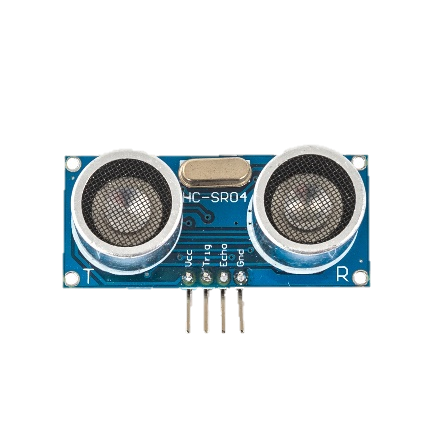 HC-SR04
Vcc
Trig
Echo
Gnd
T
R